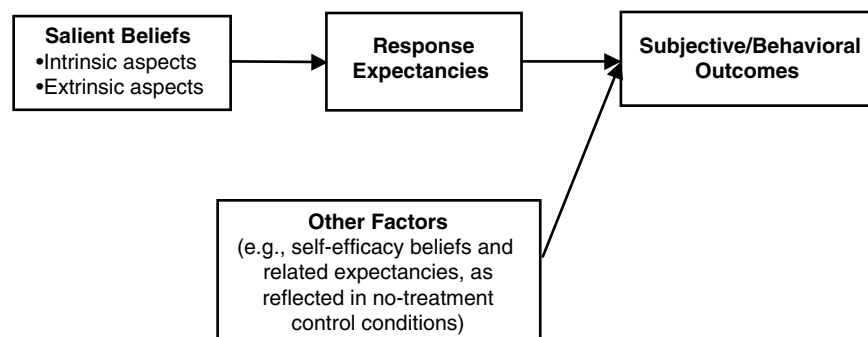 Salient Beliefs
•Intrinsic aspects
•Extrinsic aspects
Response
Expectancies
Subjective/Behavioral
Outcomes
Other Factors
(e.g., self-efficacy beliefs and
related expectancies, as
reflected in no-treatment
control conditions)